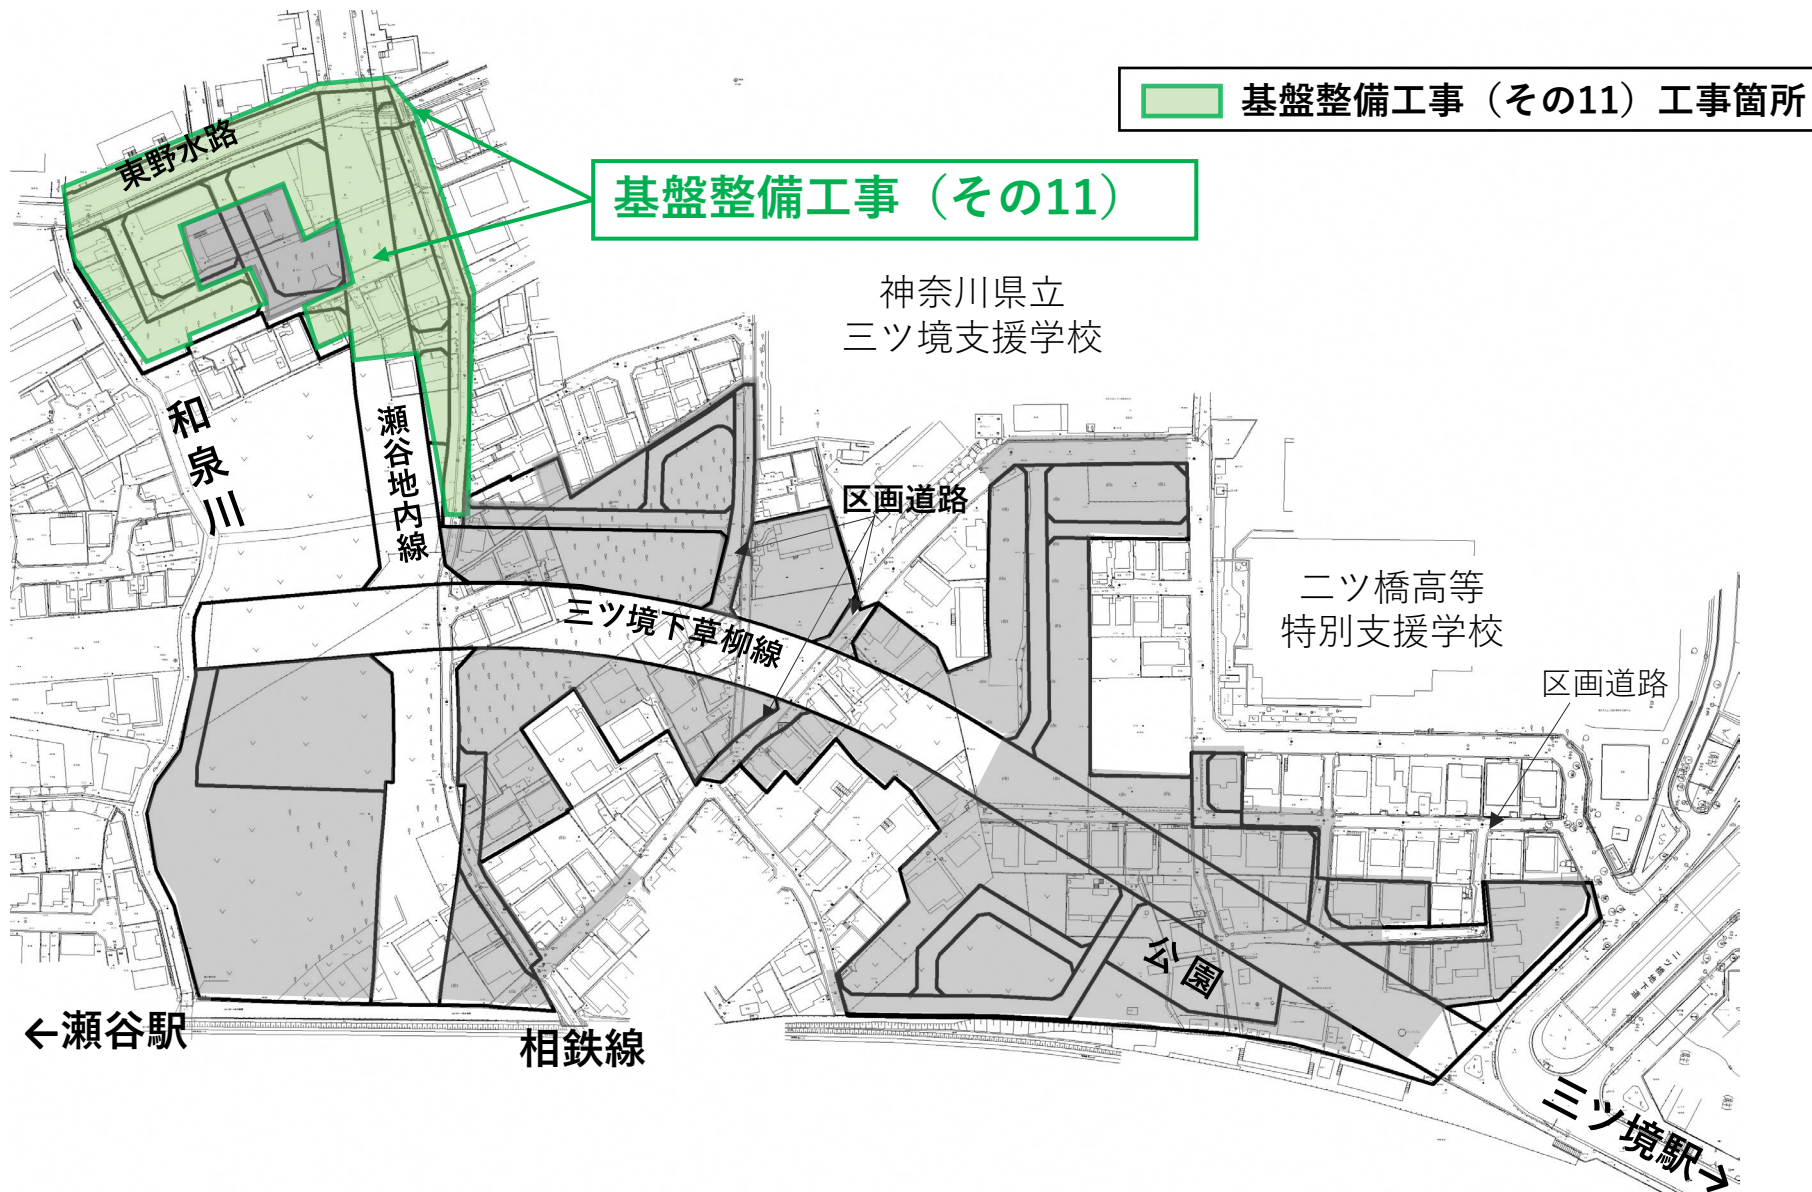 基盤整備工事（その11）工事箇所
東野水路
基盤整備工事（その11）
神奈川県立
三ツ境支援学校
和泉川
瀬谷地内線
区画道路
三ツ境下草柳線
二ツ橋高等
特別支援学校
区画道路
公園
←瀬谷駅
相鉄線
三ツ境駅→